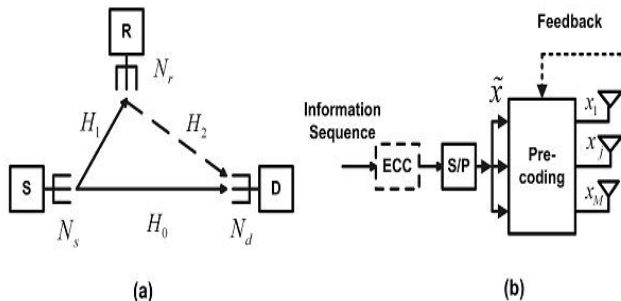 R
N_r
H_1
H_2
S
D
N_s
H_0
N_d
(a)
Feedback
x̃
Information
Sequence
ECC
S/P
Pre-
coding
x_1
x_j
x_M
(b)